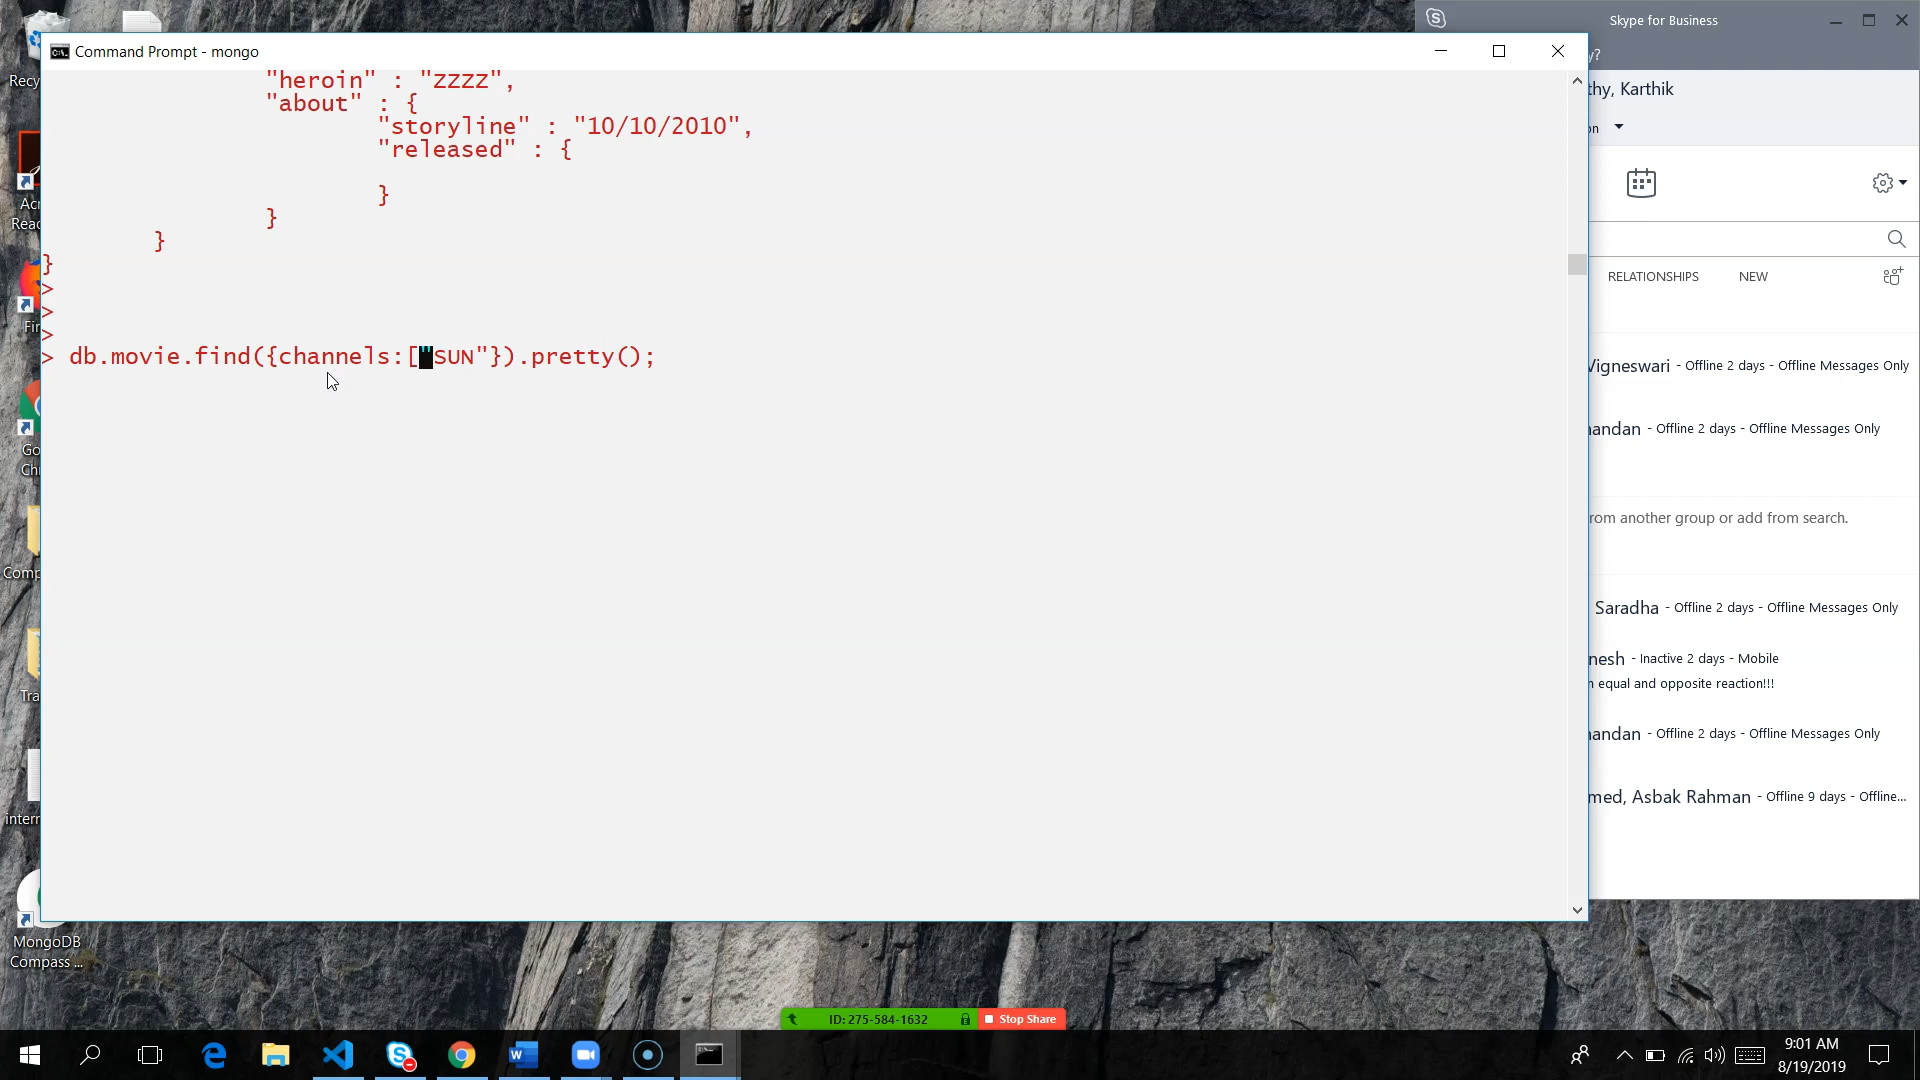 Recy
Acr
Read
Fir
Go
Chr
Comp
Tra
intern
MongoDB
Compass ...
Command Prompt - mongo
"heroin" : "ZZZZ",
"about" : {
"storyline" : "10/10/2010",
"released" : {
}
}
}
}
>
>
>
> db.movie.find({channels:["SUN"}).pretty();
Skype for Business
y?
thy, Karthik
on
RELATIONSHIPS
NEW
Vigneswari - Offline 2 days - Offline Messages Only
nandan - Offline 2 days - Offline Messages Only
rom another group or add from search.
Saradha - Offline 2 days - Offline Messages Only
nesh - Inactive 2 days - Mobile
n equal and opposite reaction!!!
nandan - Offline 2 days - Offline Messages Only
med, Asbak Rahman - Offline 9 days - Offline...
ID: 275-584-1632
Stop Share
9:01 AM
8/19/2019